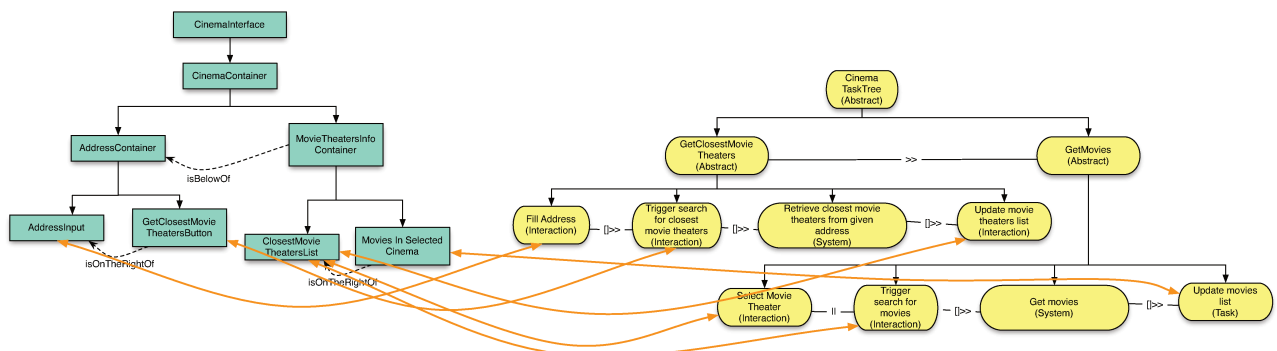 CinemaInterface
CinemaContainer
AddressContainer
MovieTheatersInfo
Container
isBelowOf
AddressInput
GetClosestMovie
TheatersButton
isOnTheRightOf
ClosestMovie
TheatersList
Movies In Selected
Cinema
isOnTheRightOf
Cinema
TaskTree
(Abstract)
GetClosestMovie
Theaters
(Abstract)
>>
GetMovies
(Abstract)
Fill Address
(Interaction)
[]>>
Trigger search
for closest
movie theaters
(Interaction)
[]>>
Retrieve closest movie
theaters from given
address
(System)
[]>>
Update movie
theaters list
(Interaction)
Select Movie
Theater
(Interaction)
II
Trigger
search for
movies
(Interaction)
[]>>
Get movies
(System)
[]>>
Update movies
list
(Task)